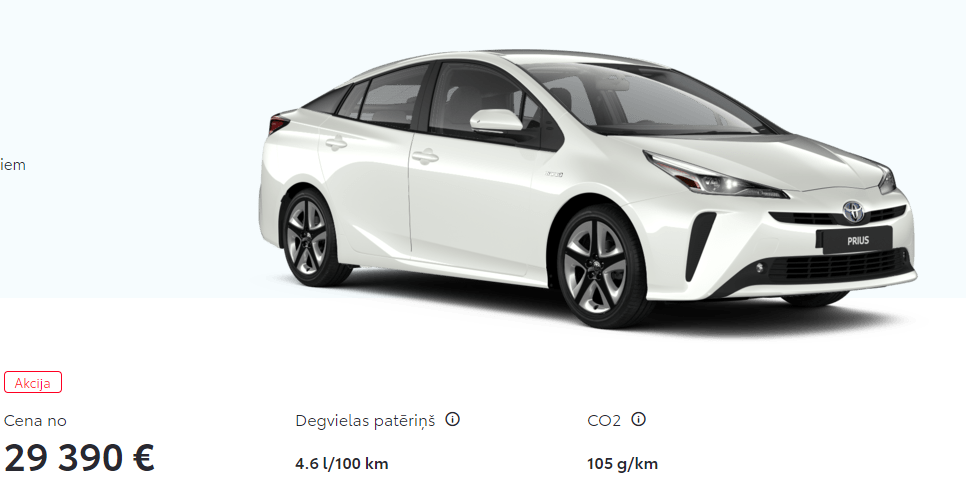 iem
PRIUS
Akcija
Cena no
29 390 €
Degvielas patēriņš
4.6 l/100 km
CO2
105 g/km